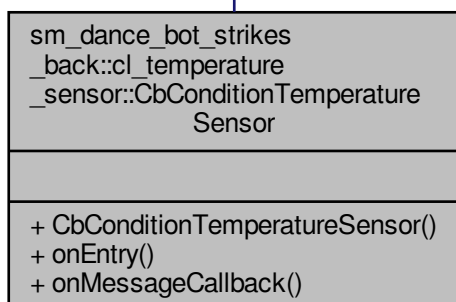 sm_dance_bot_strikes
_back::cl_temperature
_sensor::CbConditionTemperature
Sensor
+ CbConditionTemperatureSensor()
+ onEntry()
+ onMessageCallback()